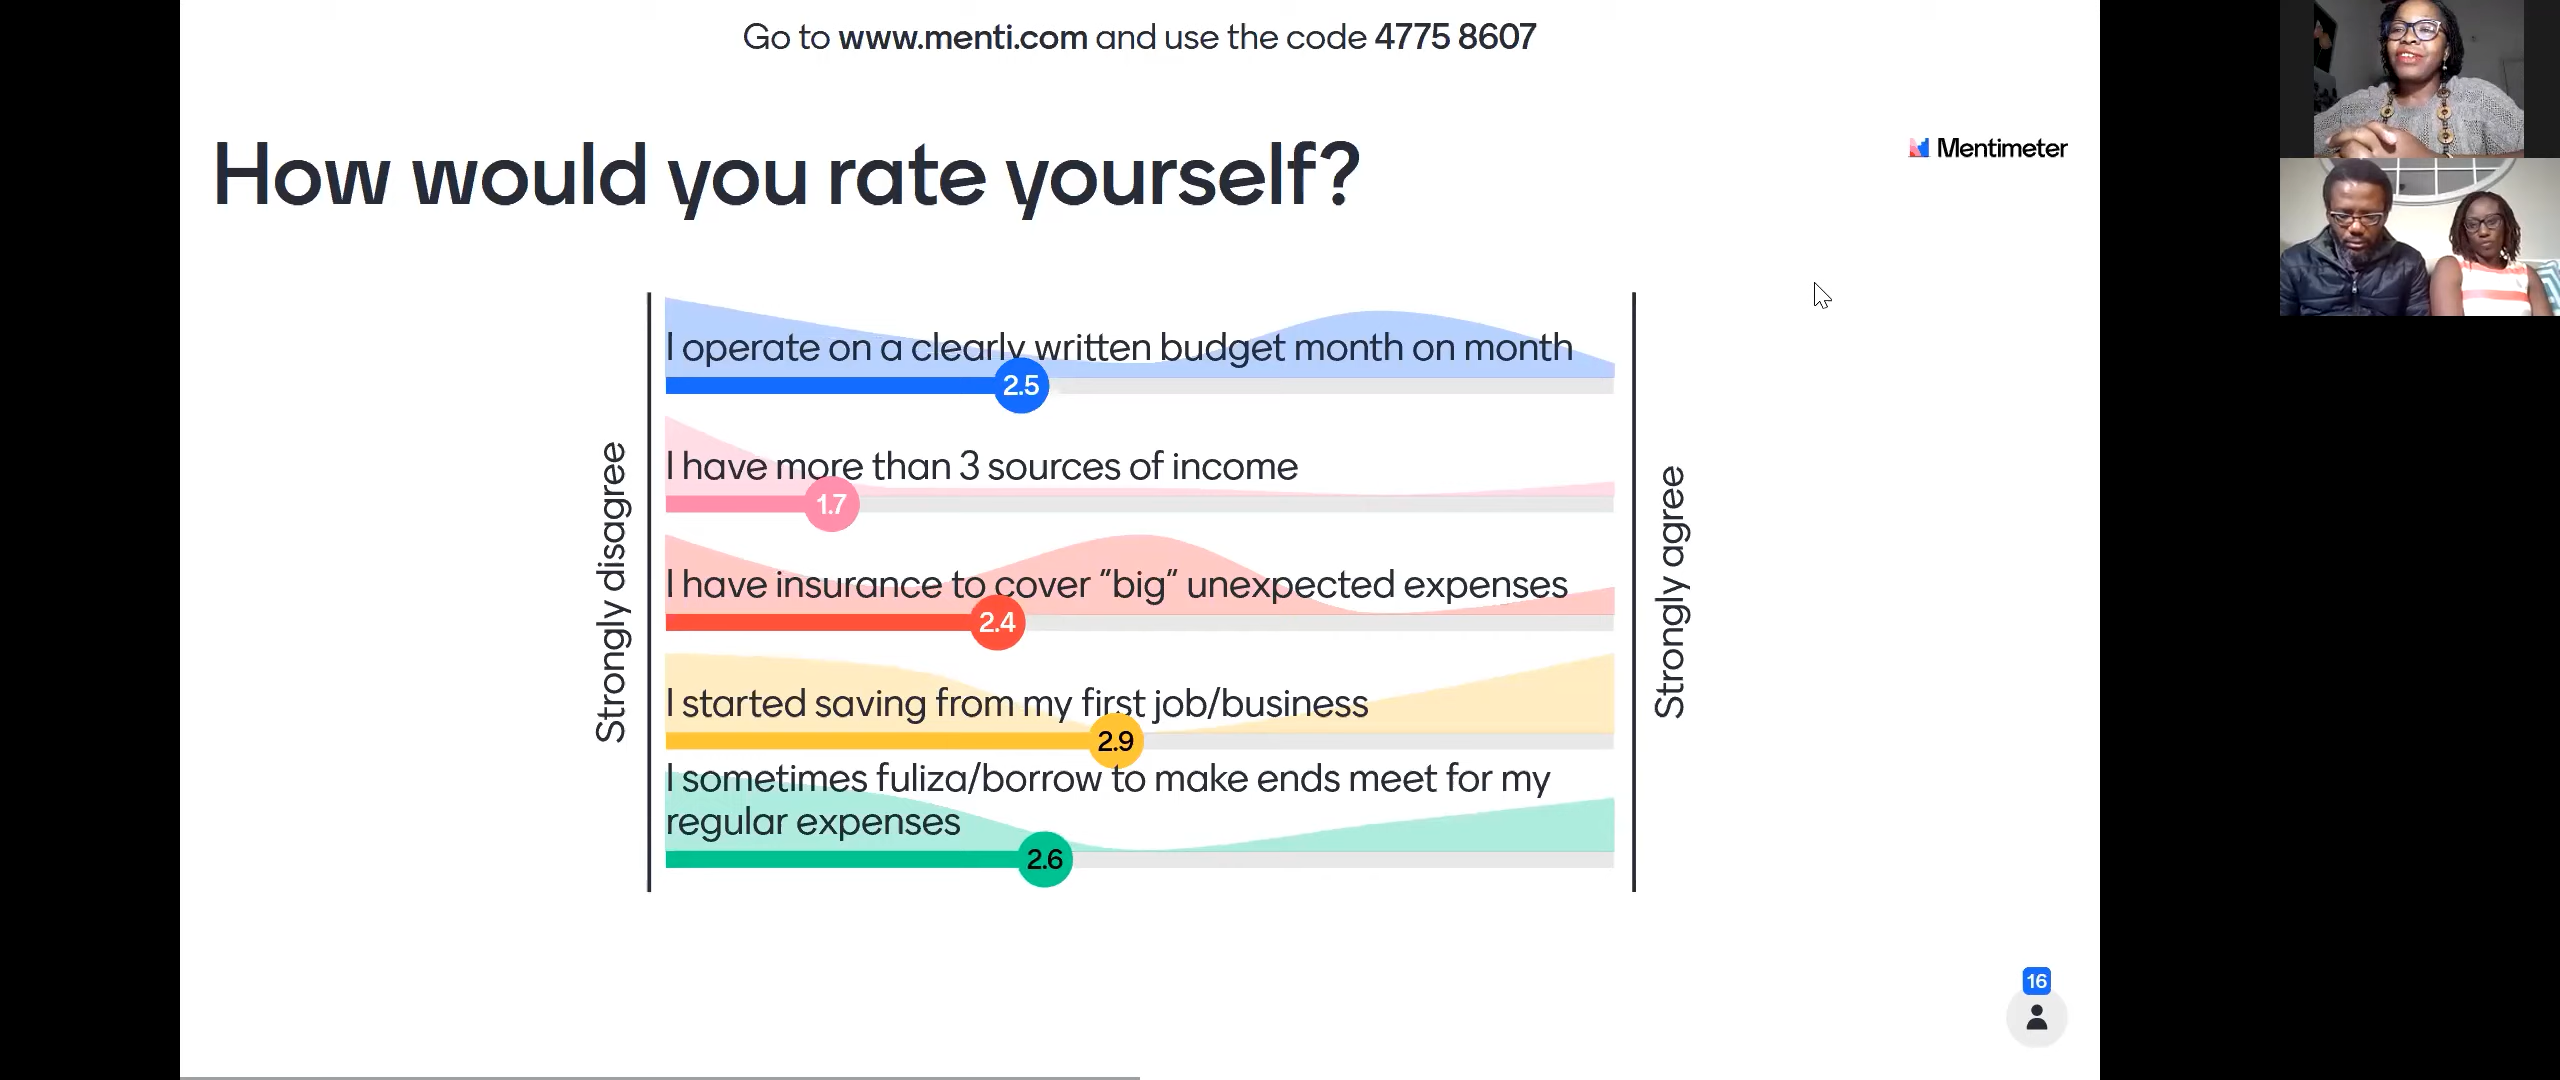 Go to www.menti.com and use the code 4775 8607
How would you rate yourself?
Mentimeter
Strongly disagree
I operate on a clearly written budget month on month
2.5
I have more than 3 sources of income
1.7
I have insurance to cover “big” unexpected expenses
2.4
I started saving from my first job/business
2.9
I sometimes fuliza/borrow to make ends meet for my
regular expenses
2.6
Strongly agree
16